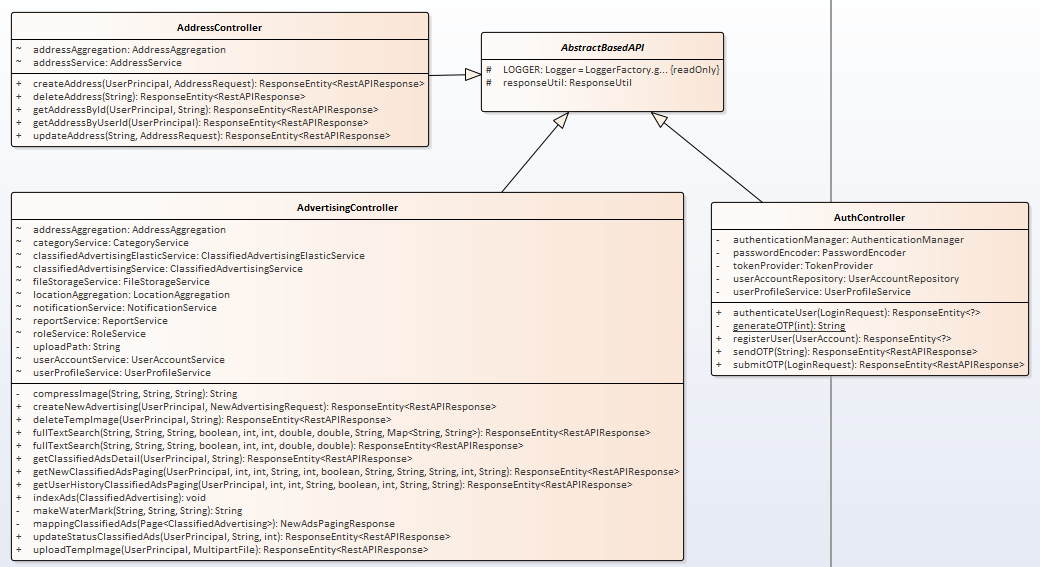 AddressController
~ addressAggregation: AddressAggregation
~ addressService: AddressService
+ createAddress(UserPrincipal, AddressRequest): ResponseEntity<RestAPIResponse>
+ deleteAddress(String): ResponseEntity<RestAPIResponse>
+ getAddressById(UserPrincipal, String): ResponseEntity<RestAPIResponse>
+ getAddressByUserId(UserPrincipal): ResponseEntity<RestAPIResponse>
+ updateAddress(String, AddressRequest): ResponseEntity<RestAPIResponse>
AbstractBasedAPI
# LOGGER: Logger = LoggerFactory.g... {readOnly}
# responseUtil: ResponseUtil
AdvertisingController
~ addressAggregation: AddressAggregation
~ categoryService: CategoryService
~ classifiedAdvertisingElasticService: ClassifiedAdvertisingElasticService
~ classifiedAdvertisingService: ClassifiedAdvertisingService
~ fileStorageService: FileStorageService
~ locationAggregation: LocationAggregation
~ notificationService: NotificationService
~ reportService: ReportService
~ roleService: RoleService
- uploadPath: String
~ userAccountService: UserAccountService
~ userProfileService: UserProfileService
- compressImage(String, String, String): String
+ createNewAdvertising(UserPrincipal, NewAdvertisingRequest): ResponseEntity<RestAPIResponse>
+ deleteTempImage(UserPrincipal, String): ResponseEntity<RestAPIResponse>
+ fullTextSearch(String, String, String, boolean, int, int, double, double, String, Map<String, String>): ResponseEntity<RestAPIResponse>
+ fullTextSearch(String, String, String, boolean, int, int, double, double): ResponseEntity<RestAPIResponse>
+ getClassifiedAdsDetail(UserPrincipal, String): ResponseEntity<RestAPIResponse>
+ getNewClassifiedAdsPaging(UserPrincipal, int, int, String, int, boolean, String, String, String, int, String): ResponseEntity<RestAPIResponse>
+ getUserHistoryClassifiedAdsPaging(UserPrincipal, int, int, String, boolean, int, String, String): ResponseEntity<RestAPIResponse>
+ indexAds(ClassifiedAdvertising): void
- makeWaterMark(String, String, String): String
- mappingClassifiedAds(Page<ClassifiedAdvertising>): NewAdsPagingResponse
+ updateStatusClassifiedAds(UserPrincipal, String, int): ResponseEntity<RestAPIResponse>
+ uploadTempImage(UserPrincipal, MultipartFile): ResponseEntity<RestAPIResponse>
AuthController
- authenticationManager: AuthenticationManager
- passwordEncoder: PasswordEncoder
- tokenProvider: TokenProvider
- userAccountRepository: UserAccountRepository
- userProfileService: UserProfileService
+ authenticateUser(LoginRequest): ResponseEntity<?>
- generateOTP(int): String
+ registerUser(UserAccount): ResponseEntity<?>
+ sendOTP(String): ResponseEntity<RestAPIResponse>
+ submitOTP(LoginRequest): ResponseEntity<RestAPIResponse>